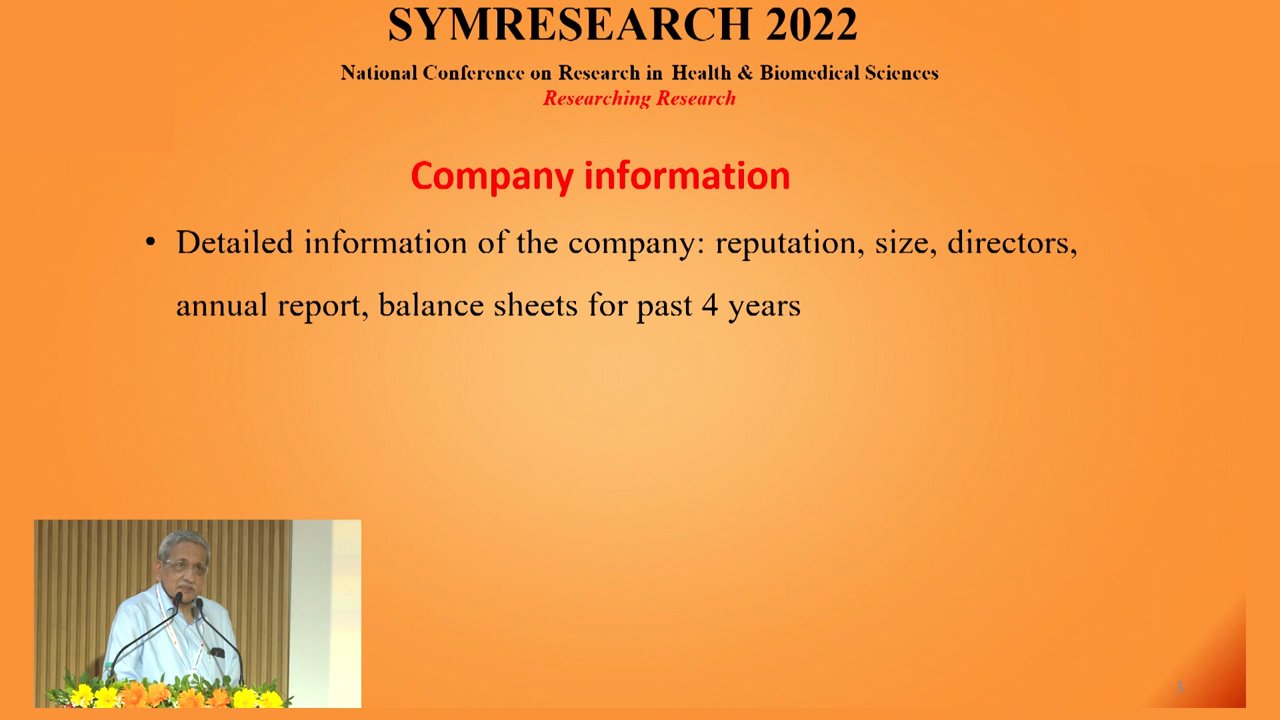 SYMRESEARCH 2022
National Conference on Research in Health & Biomedical Sciences
Researching Research
Company information
• Detailed information of the company: reputation, size, directors,
annual report, balance sheets for past 4 years
3